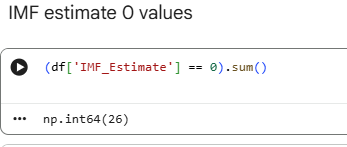 IMF estimate 0 values
(df['IMF_Estimate'] == 0).sum()
np.int64(26)